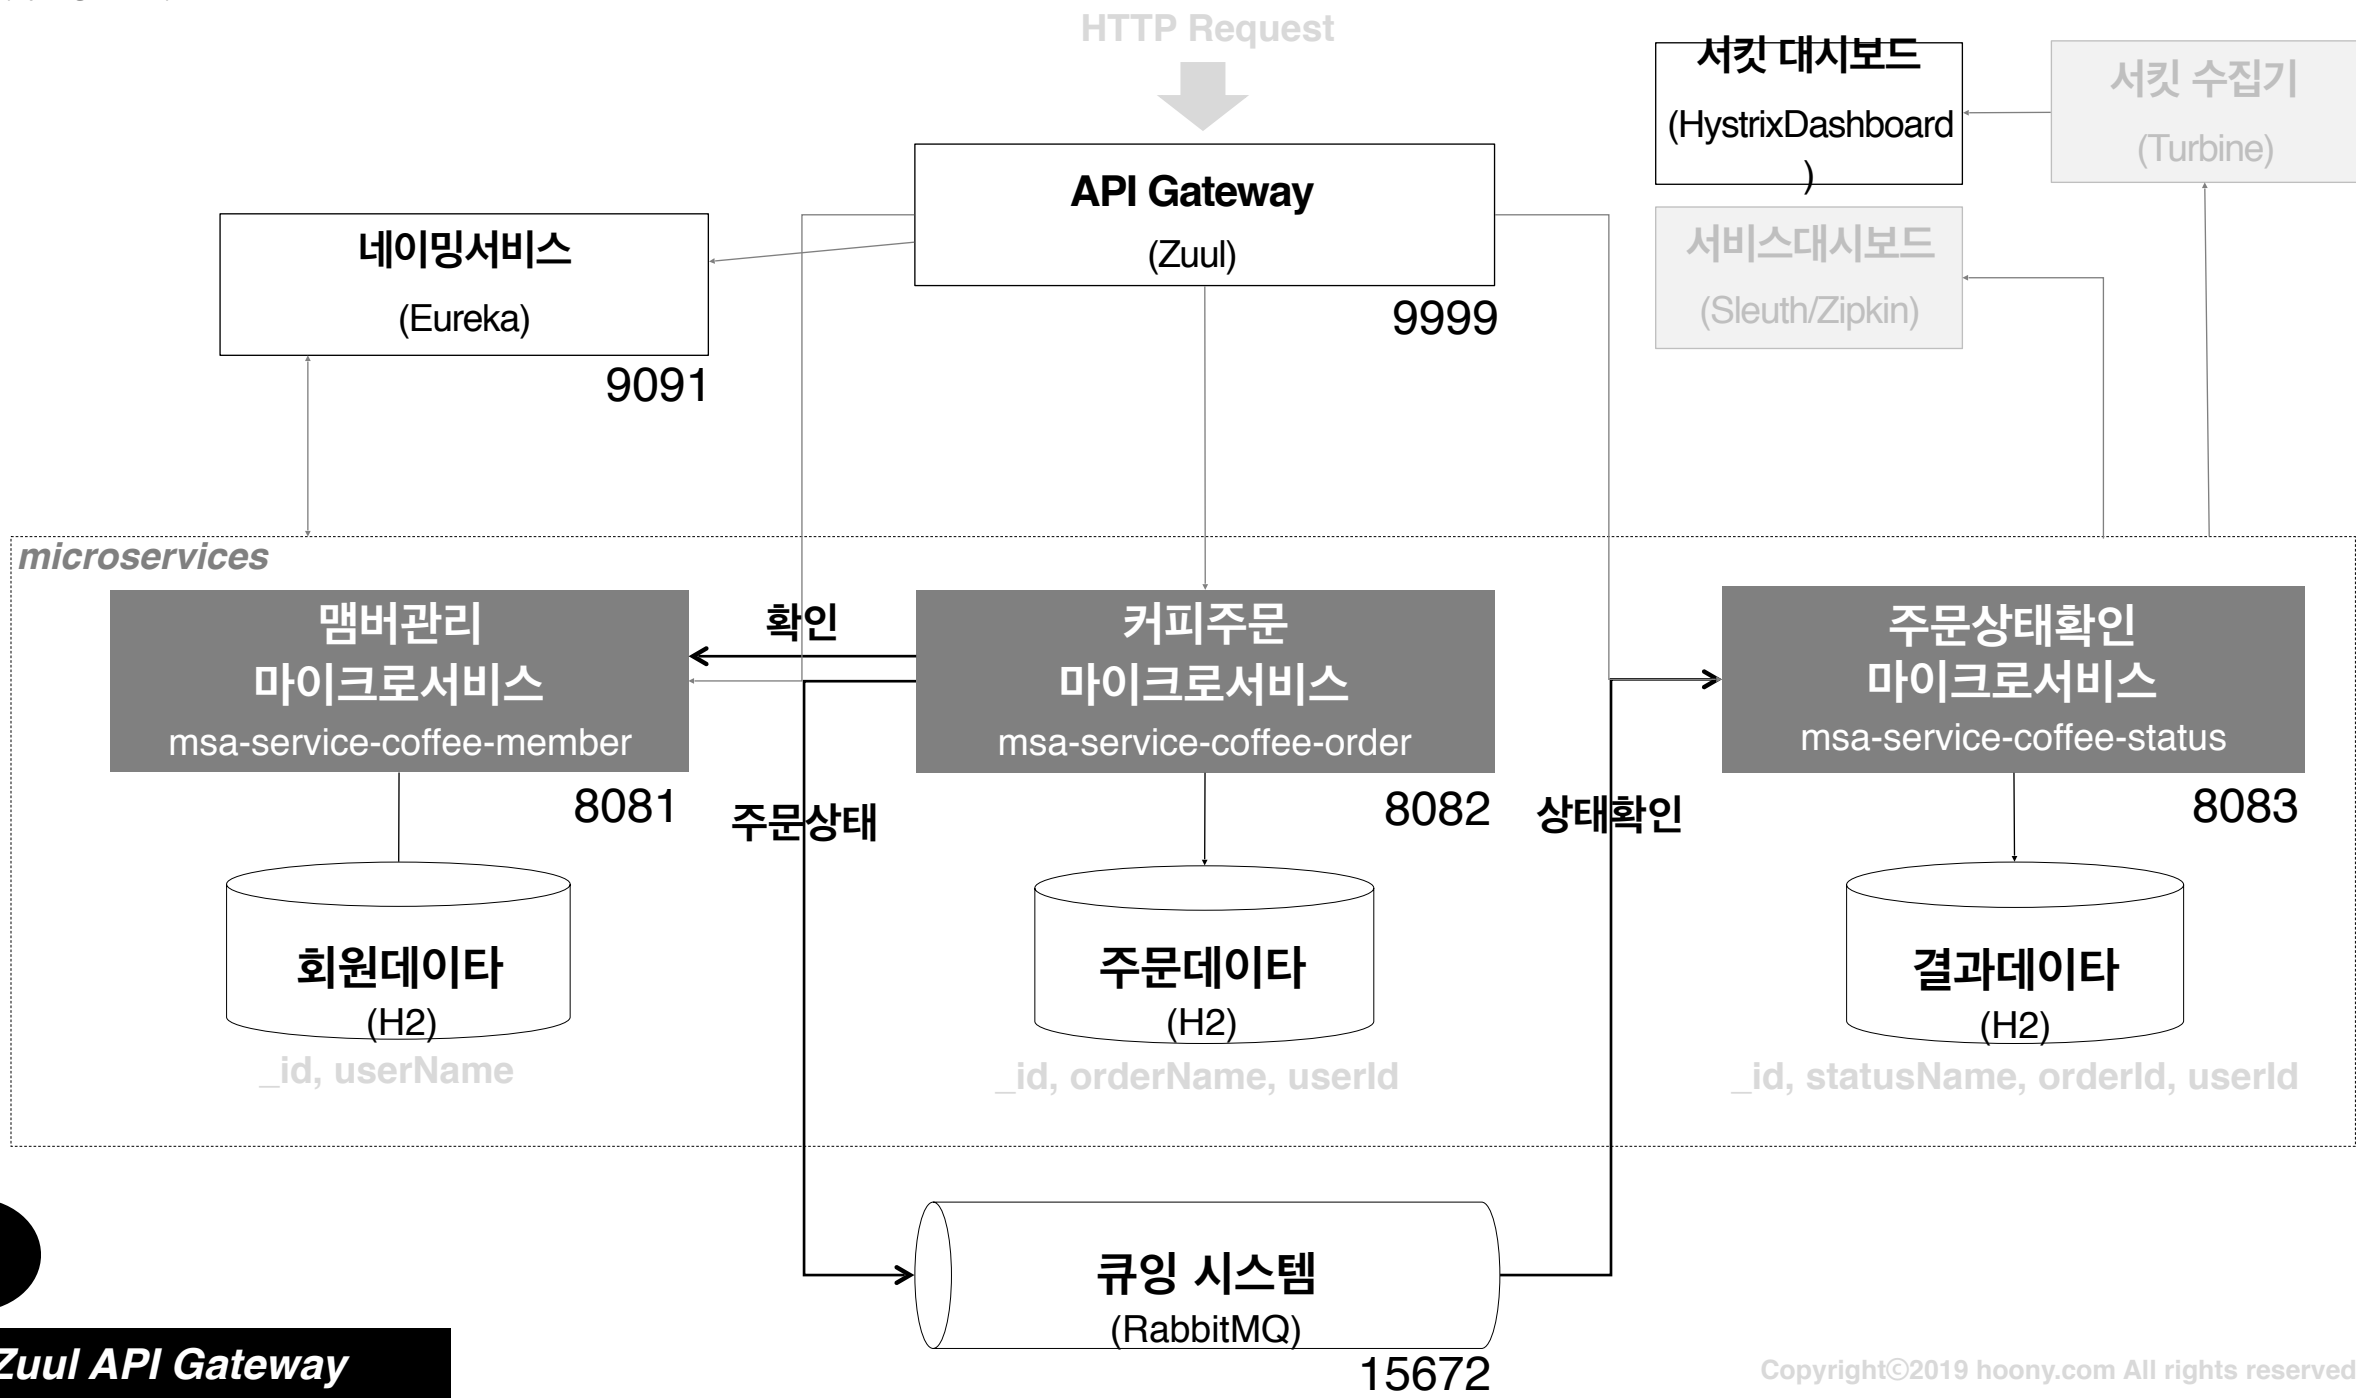 HTTP Request
서킷 대시보드
(HystrixDashboard
)
서킷 수집기
(Turbine)
API Gateway
(Zuul)
9999
네이밍서비스
(Eureka)
9091
서비스대시보드
(Sleuth/Zipkin)
microservices
맴버관리
마이크로서비스
msa-service-coffee-member
8081
확인
커피주문
마이크로서비스
msa-service-coffee-order
8082
주문상태확인
마이크로서비스
msa-service-coffee-status
8083
주문상태
상태확인
회원데이타
(H2)
_id, userName
주문데이타
(H2)
_id, orderName, userId
결과데이타
(H2)
_id, statusName, orderId, userId
큐잉 시스템
(RabbitMQ)
15672
Zuul API Gateway
Copyrightⓒ2019 hoony.com All rights reserved